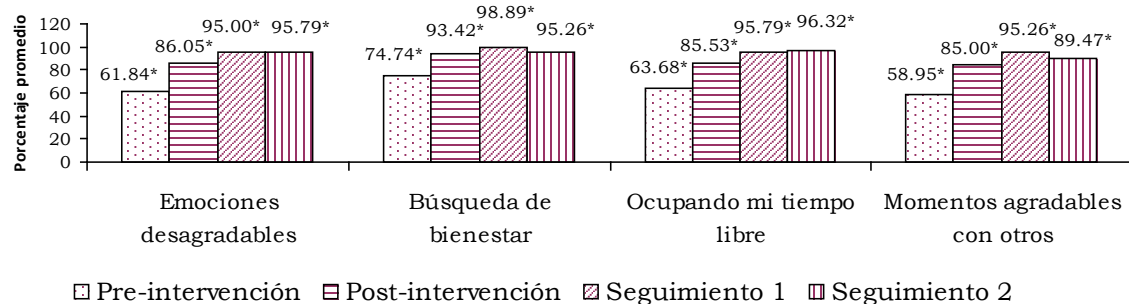 Porcentaje promedio
120
100
80
60
40
20
0
61.84* 86.05* 95.00* 95.79*
74.74* 93.42* 98.89* 95.26*
63.68* 85.53* 95.79* 96.32*
58.95* 85.00* 95.26* 89.47*
Emociones
desagradables
Búsqueda de
bienestar
Ocupando mi tiempo
libre
Momentos agradables
con otros
Pre-intervención Post-intervención Seguimiento 1 Seguimiento 2